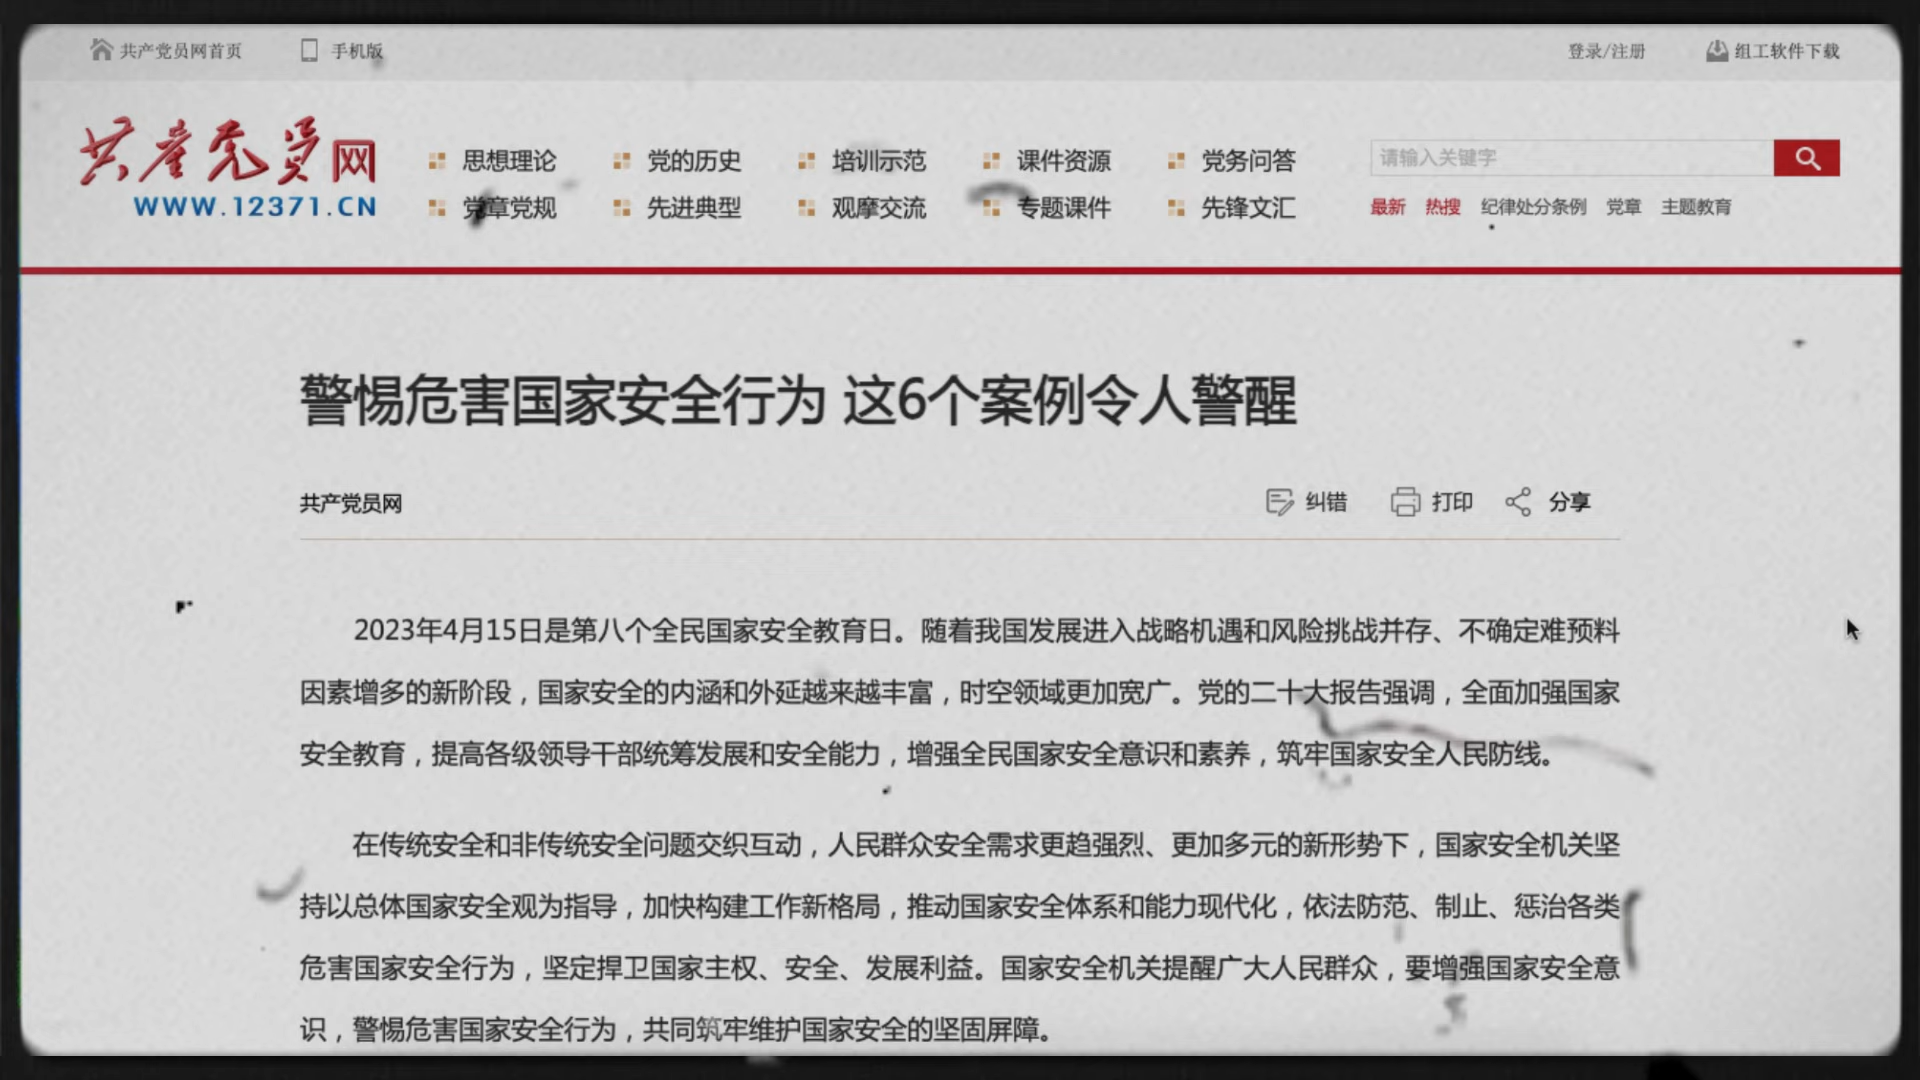 共产党员网首页 手机版 登录/注册 组工软件下载
共产党员网
WWW.12371.CN
思想理论 党的历史 培训示范 课件资源 党务问答
党章党规 先进典型 观摩交流 专题课件 先锋文汇
请输入关键字
最新 热搜 纪律处分条例 党章 主题教育
警惕危害国家安全行为 这6个案例令人警醒
共产党员网 纠错 打印 分享
2023年4月15日是第八个全民国家安全教育日。随着我国发展进入战略机遇和风险挑战并存、不确定难预料
因素增多的新阶段，国家安全的内涵和外延越来越丰富，时空领域更加宽广。党的二十大报告强调，全面加强国家
安全教育，提高各级领导干部统筹发展和安全能力，增强全民国家安全意识和素养，筑牢国家安全人民防线。
在传统安全和非传统安全问题交织互动，人民群众安全需求更趋强烈、更加多元的新形势下，国家安全机关坚
持以总体国家安全观为指导，加快构建工作新格局，推动国家安全体系和能力现代化，依法防范、制止、惩治各类
危害国家安全行为，坚定捍卫国家主权、安全、发展利益。国家安全机关提醒广大人民群众，要增强国家安全意
识，警惕危害国家安全行为，共同筑牢维护国家安全的坚固屏障。